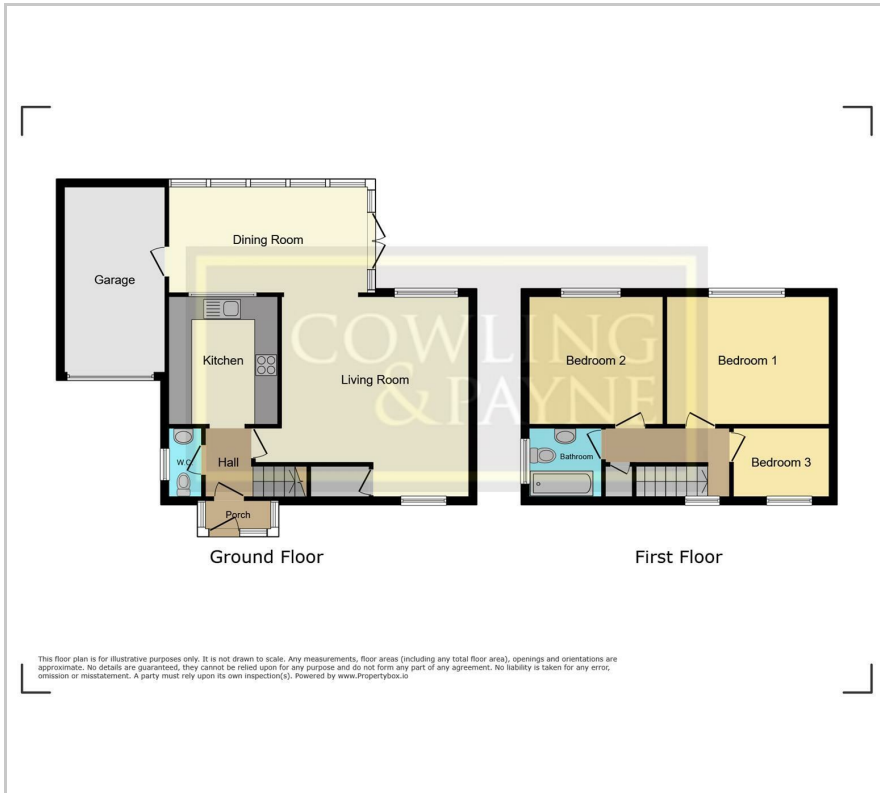 Dining Room
Garage
COWLING
& PAYNE
Kitchen
Living Room
Bedroom 2
Bedroom 1
W.C
Hall
Bathroom
Bedroom 3
Porch
Ground Floor
First Floor
This floor plan is for illustrative purposes only. It is not drawn to scale. Any measurements, floor areas (including any total floor area), openings and orientations are
approximate. No details are guaranteed, they cannot be relied upon for any purpose and do not form any part of any agreement. No liability is taken for any error,
omission or misstatement. A party must rely upon its own inspection(s). Powered by www.Propertybox.io